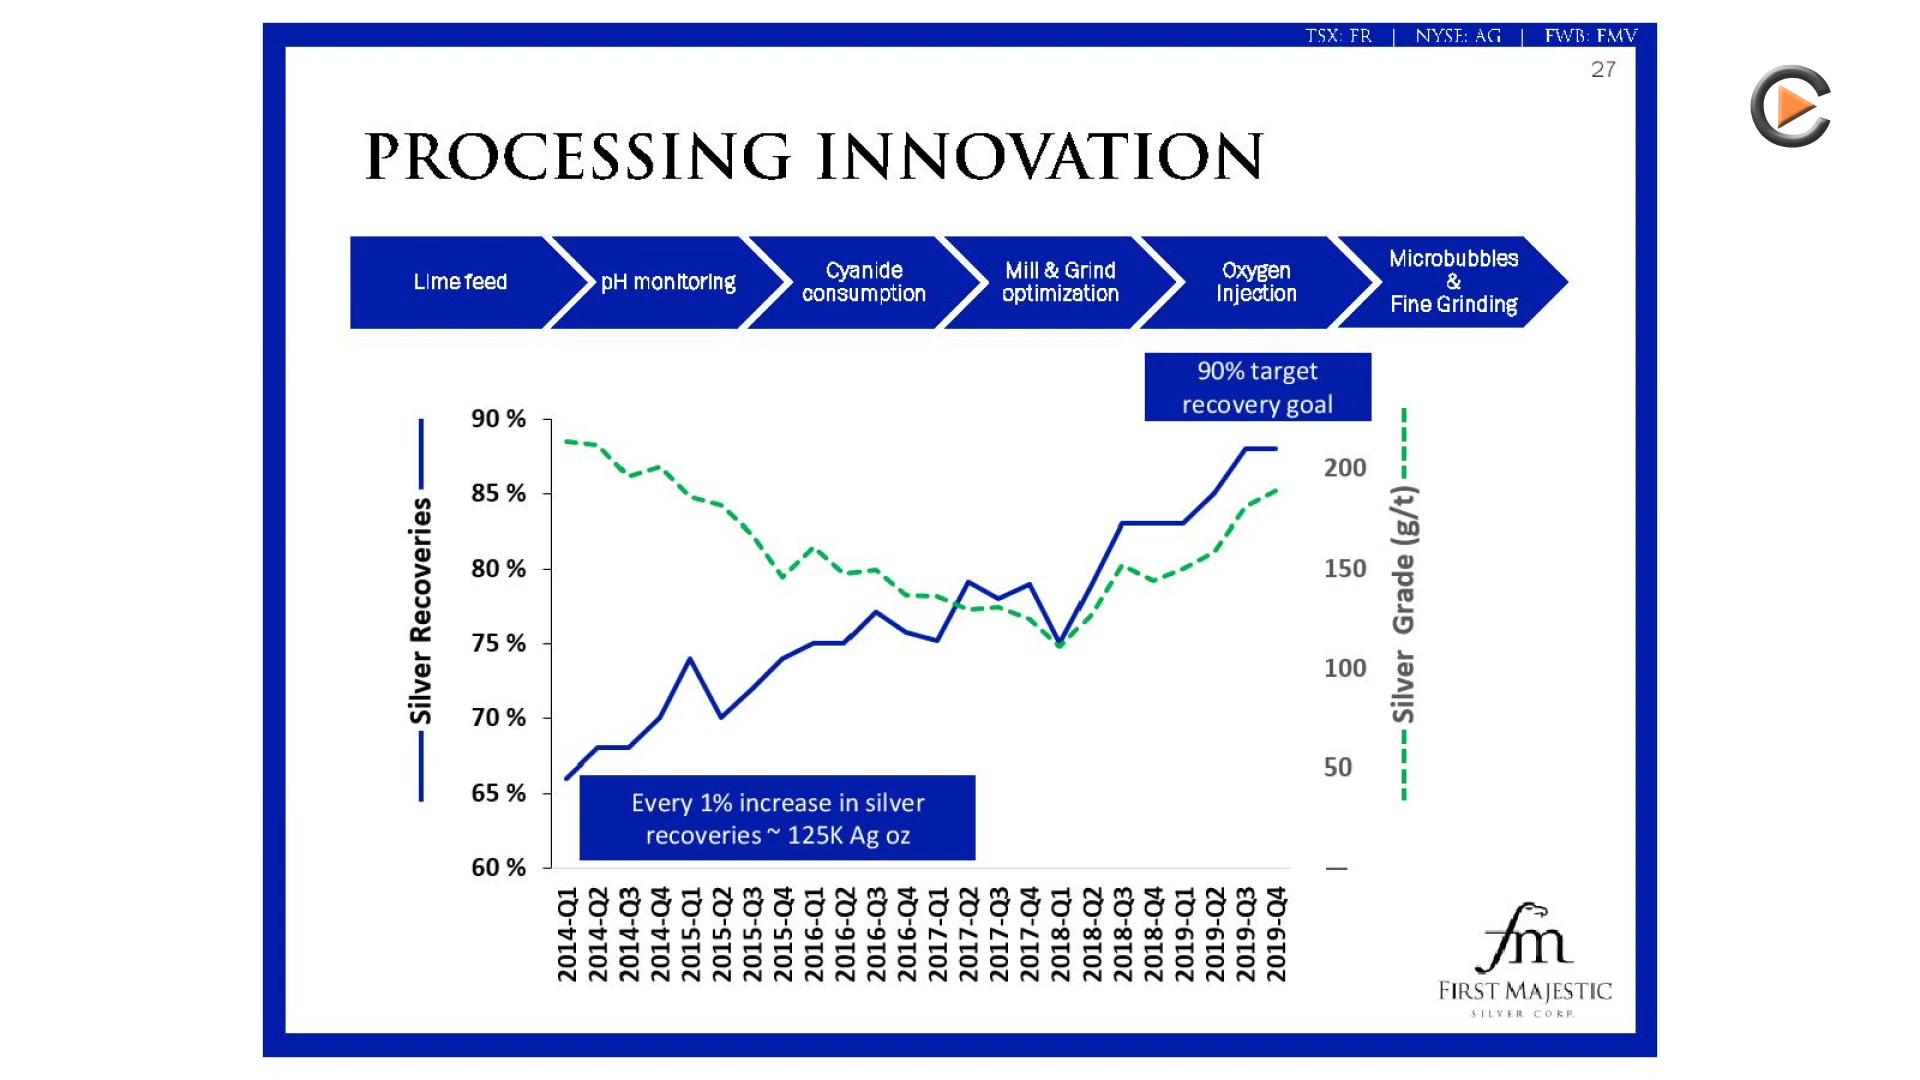 TSX: FR | NYSE: AG | FWB: FMV
27
PROCESSING INNOVATION
Lime feed
pH monitoring
Cyanide
consumption
Mill & Grind
optimization
Oxygen
Injection
Microbubbles
&
Fine Grinding
90% target
recovery goal
Silver Recoveries
90 %
85 %
80 %
75 %
70 %
65 %
60 %
200
150
100
50
—
Silver Grade (g/t)
Every 1% increase in silver
recoveries ~ 125K Ag oz
2014-Q1
2014-Q2
2014-Q3
2014-Q4
2015-Q1
2015-Q2
2015-Q3
2015-Q4
2016-Q1
2016-Q2
2016-Q3
2016-Q4
2017-Q1
2017-Q2
2017-Q3
2017-Q4
2018-Q1
2018-Q2
2018-Q3
2018-Q4
2019-Q1
2019-Q2
2019-Q3
2019-Q4
fm
FIRST MAJESTIC
SILVER CORP.